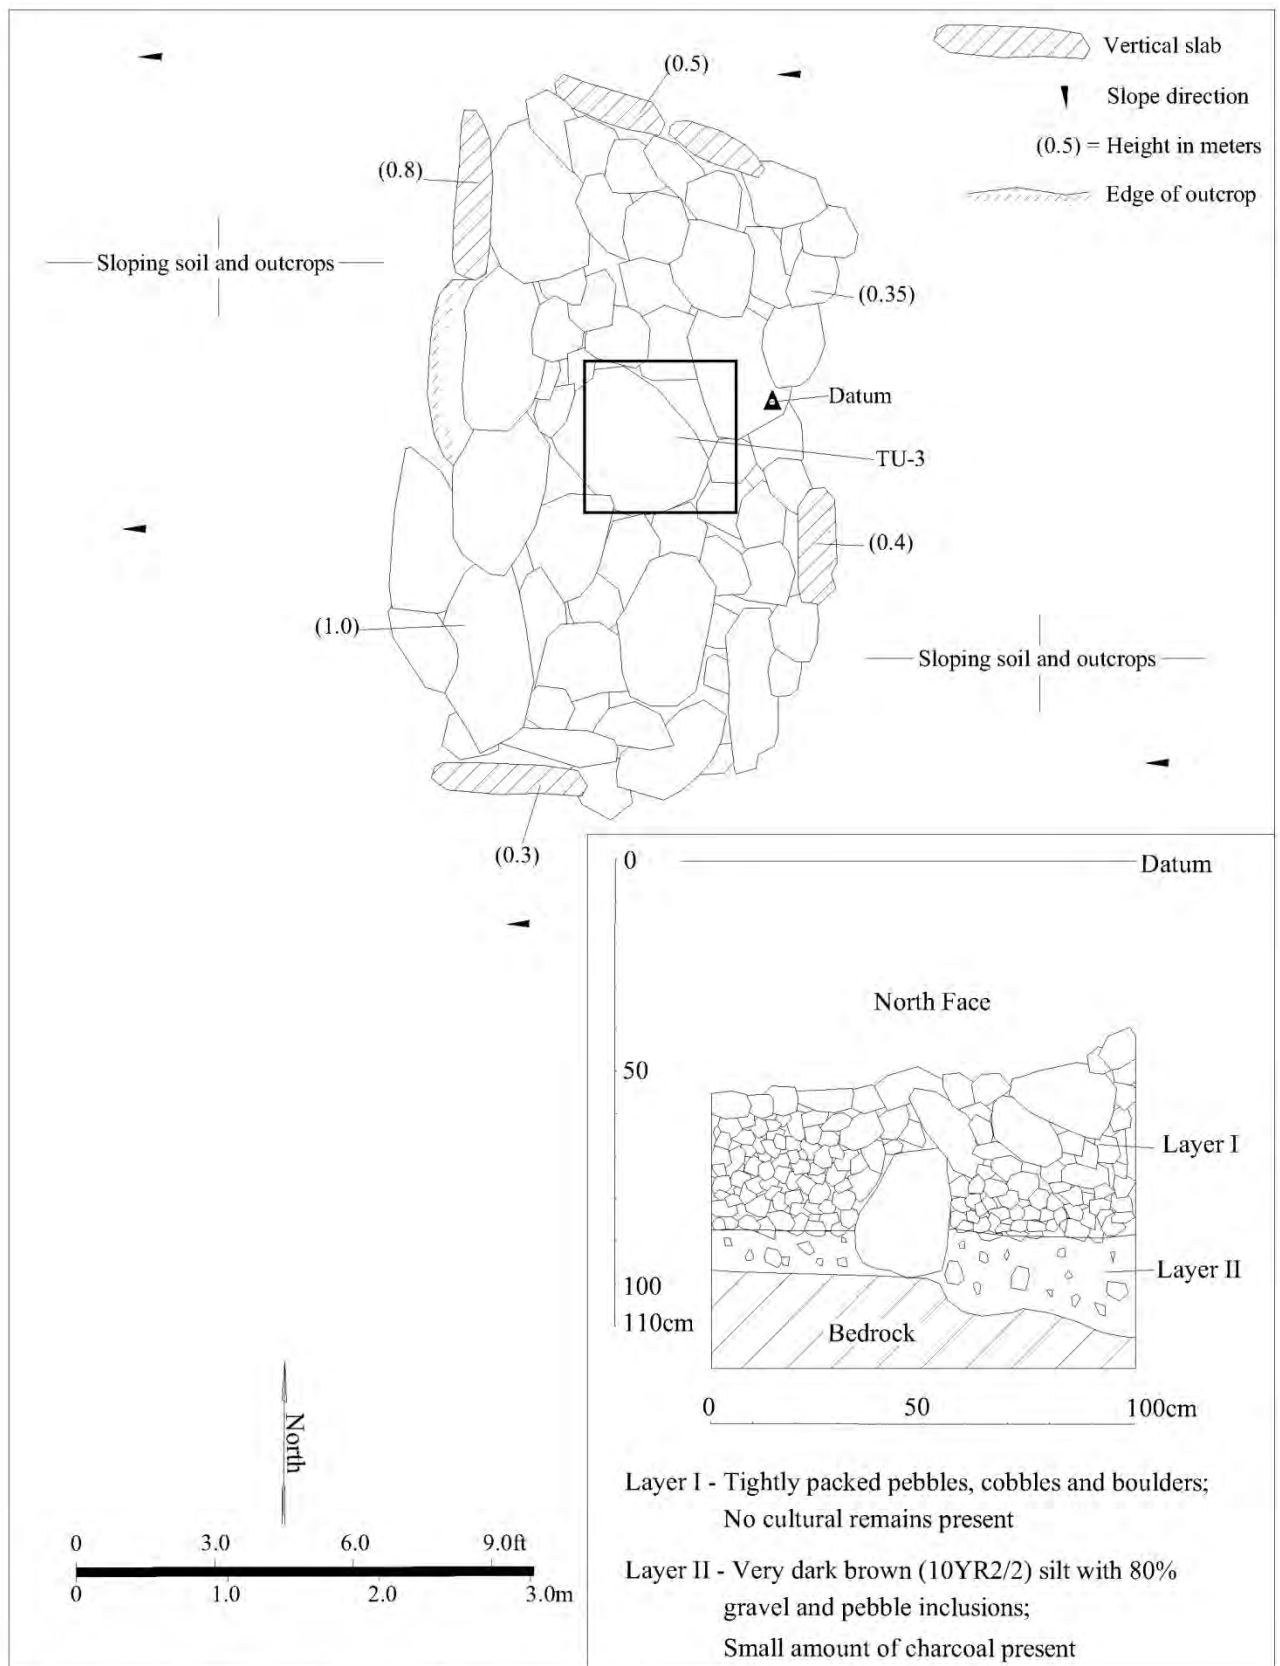 (0.5)
Vertical slab
Slope direction
(0.5) = Height in meters
Edge of outcrop
(0.8)
Sloping soil and outcrops
(0.35)
Datum
TU-3
(0.4)
(1.0)
Sloping soil and outcrops
(0.3)
0
Datum
North Face
50
Layer I
Layer II
100
110cm
Bedrock
0 50 100cm
North
0 3.0 6.0 9.0ft
0 1.0 2.0 3.0m
Layer I - Tightly packed pebbles, cobbles and boulders;
No cultural remains present
Layer II - Very dark brown (10YR2/2) silt with 80%
gravel and pebble inclusions;
Small amount of charcoal present